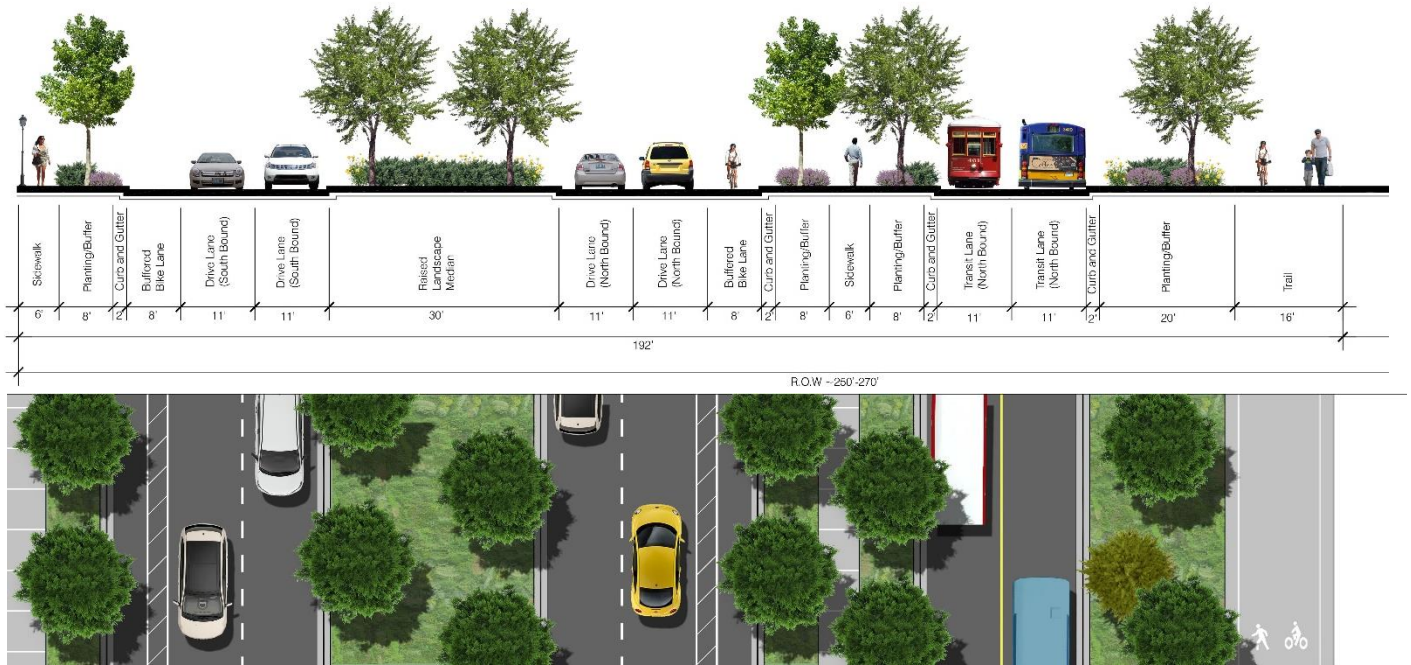 Sidewalk
Planting/Buffer
Curb and Gutter
Buffered
Bike Lane
Drive Lane
(South Bound)
Drive Lane
(South Bound)
Raised
Landscape
Median
Drive Lane
(North Bound)
Drive Lane
(North Bound)
Buffered
Bike Lane
Curb and Gutter
Planting/Buffer
Sidewalk
Planting/Buffer
Curb and Gutter
Transit Lane
(North Bound)
Transit Lane
(North Bound)
Curb and Gutter
Planting/Buffer
Trail
6' 8' 2' 8' 11' 11' 30' 11' 11' 8' 2' 8' 6' 8' 2' 11' 11' 2' 20' 16'
192'
R.O.W ~250'-270'